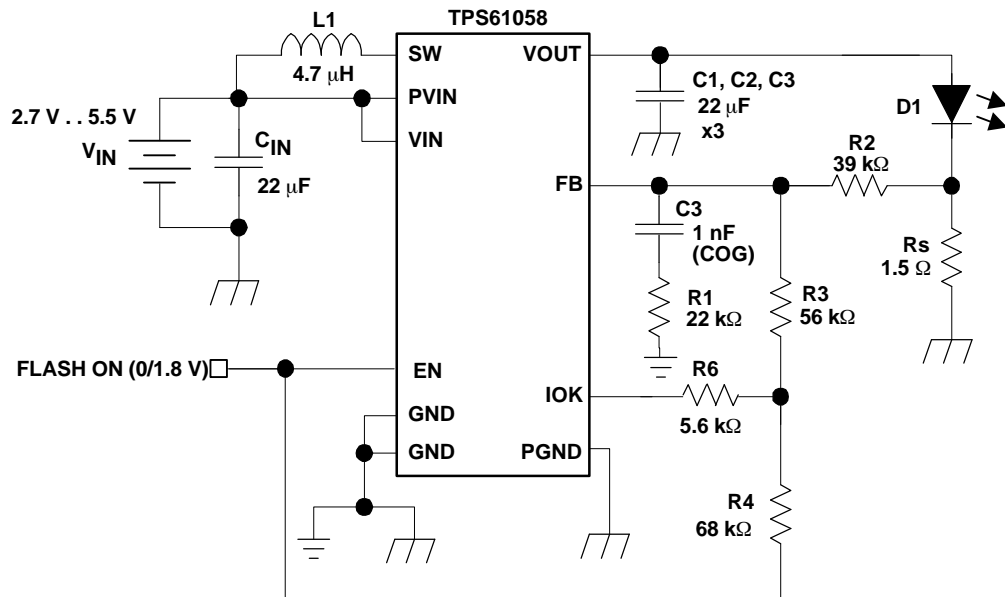 TPS61058
L1
4.7 μH
SW
PVIN
VIN
2.7 V . . 5.5 V
VIN
CIN
22 μF
VOUT
C1, C2, C3
22 μF
x3
D1
R2
39 kΩ
FB
C3
1 nF
(COG)
Rs
1.5 Ω
R1
22 kΩ
R3
56 kΩ
FLASH ON (0/1.8 V)
EN
IOK
R6
5.6 kΩ
GND
GND
PGND
R4
68 kΩ